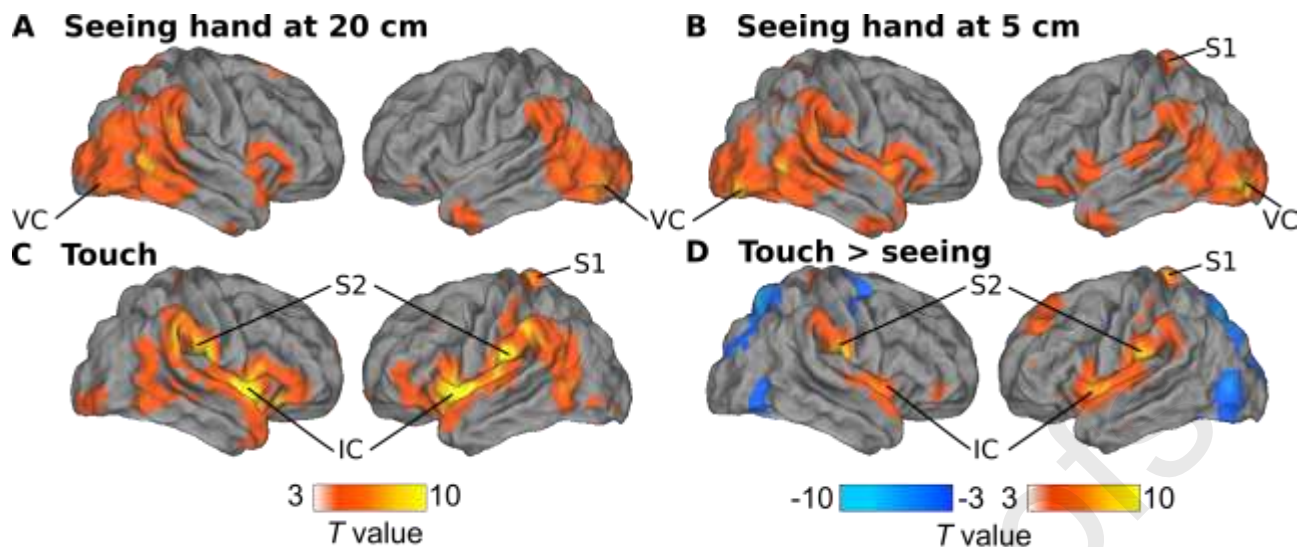 A Seeing hand at 20 cm
B Seeing hand at 5 cm
S1
VC
VC
VC
C Touch
S2
S1
IC
D Touch > seeing
S2
S1
IC
3 10
T value
-10 -3 3 10
T value
ofs